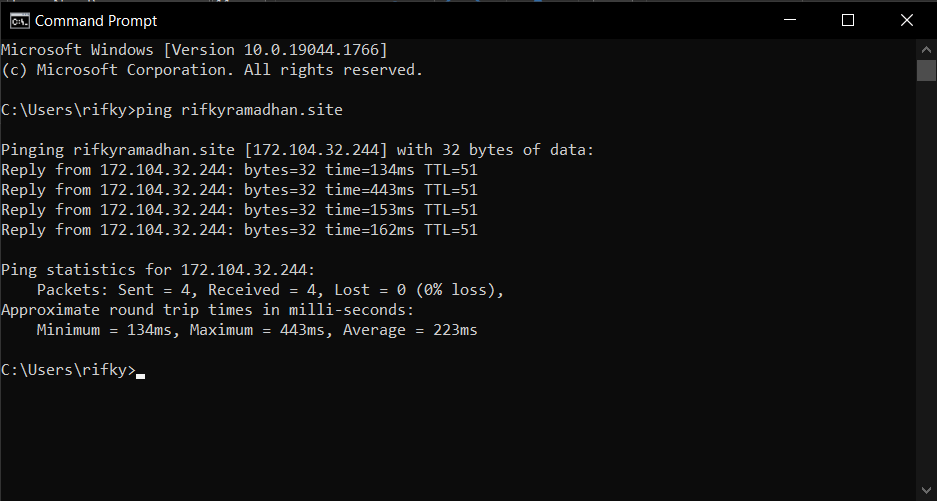 Command Prompt
Microsoft Windows [Version 10.0.19044.1766]
(c) Microsoft Corporation. All rights reserved.
C:\Users\rifky>ping rifkyramadhan.site
Pinging rifkyramadhan.site [172.104.32.244] with 32 bytes of data:
Reply from 172.104.32.244: bytes=32 time=134ms TTL=51
Reply from 172.104.32.244: bytes=32 time=443ms TTL=51
Reply from 172.104.32.244: bytes=32 time=153ms TTL=51
Reply from 172.104.32.244: bytes=32 time=162ms TTL=51
Ping statistics for 172.104.32.244:
    Packets: Sent = 4, Received = 4, Lost = 0 (0% loss),
Approximate round trip times in milli-seconds:
    Minimum = 134ms, Maximum = 443ms, Average = 223ms
C:\Users\rifky>